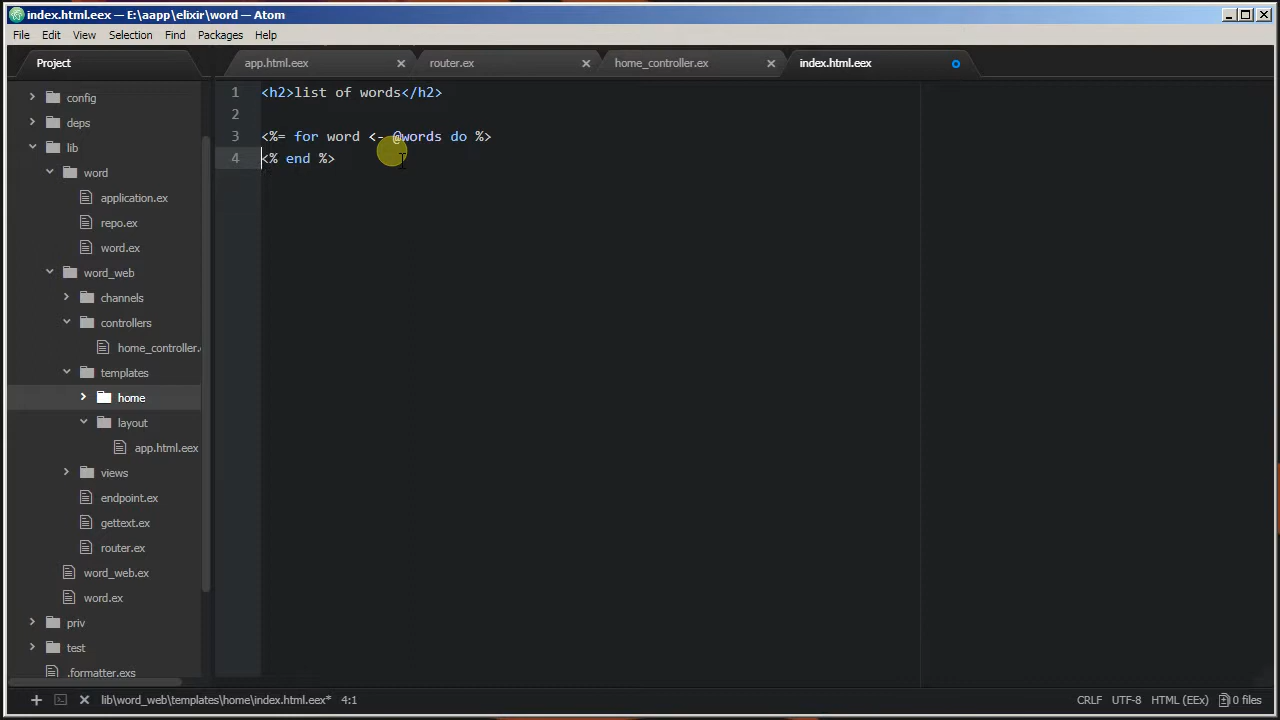 index.html.eex — E:\aapp\elixir\word — Atom
File Edit View Selection Find Packages Help
Project
app.html.eex
router.ex
home_controller.ex
index.html.eex
config
deps
lib
word
application.ex
repo.ex
word.ex
word_web
channels
controllers
home_controller.
templates
home
layout
app.html.eex
views
endpoint.ex
gettext.ex
router.ex
word_web.ex
word.ex
priv
test
.formatter.exs
1 <h2>list of words</h2>
2
3 <%= for word <- @words do %>
4 <% end %>
lib\word_web\templates\home\index.html.eex* 4:1
CRLF UTF-8 HTML (EEx) 0 files